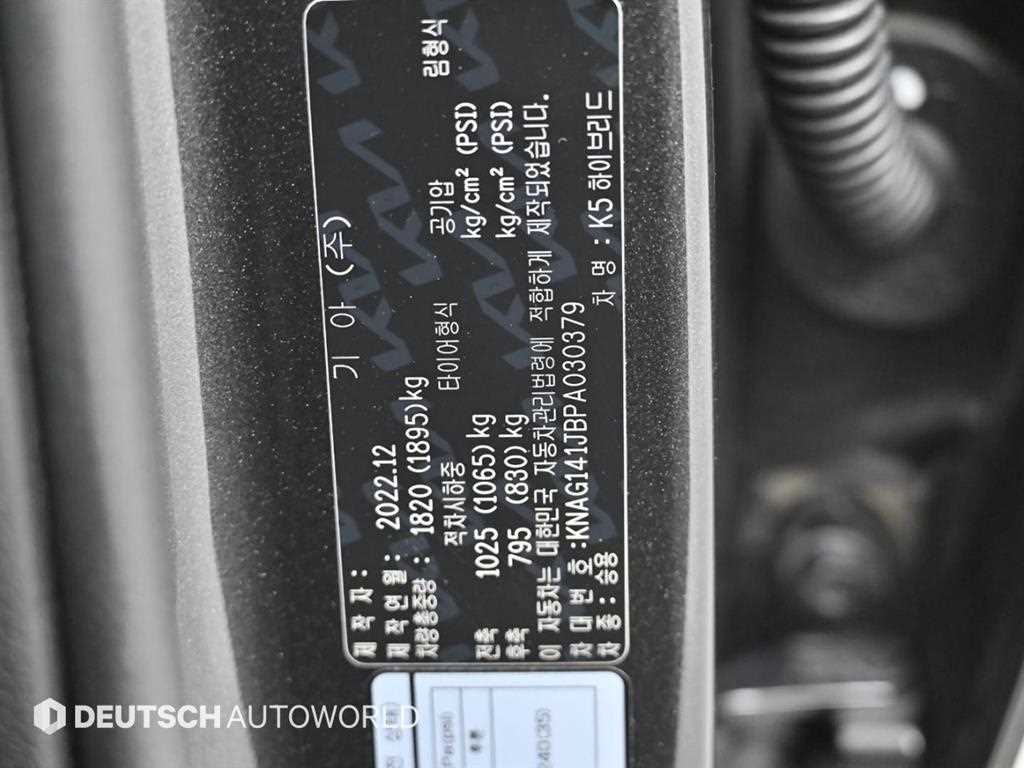 제 작 자 : 기 아 (주)
제 작 연 월 : 2022.12
차량총중량 : 1820 (1895)kg
적차시하중 타이어형식 공기압 림형식
전축 1025 (1065) kg kg/cm² (PSI)
후축 795 (830) kg kg/cm² (PSI)
이 자동차는 대한민국 자동차관리법령에 적합하게 제작되었습니다.
차 대 번 호 :KNAG141JBPA030379
차 종 : 승용 차 명 : K5 하이브리드
240(35)
DEUTSCH AUTOWORLD